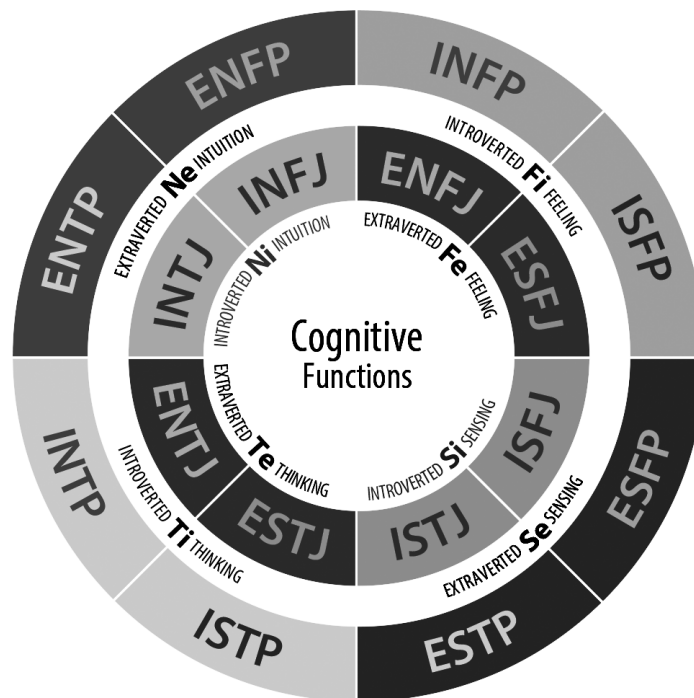 ENFP
INFP
ENTP
ISFP
EXTRAVERTED Ne INTUITION
INTROVERTED Fi FEELING
INFJ
ENFJ
INTJ
ESFJ
INTROVERTED Ni INTUITION
EXTRAVERTED Fe FEELING
Cognitive
Functions
EXTRAVERTED Te THINKING
INTROVERTED Si SENSING
ENTJ
ISFJ
ESTJ
ISTJ
INTROVERTED Ti THINKING
EXTRAVERTED Se SENSING
INTP
ESFP
ISTP
ESTP